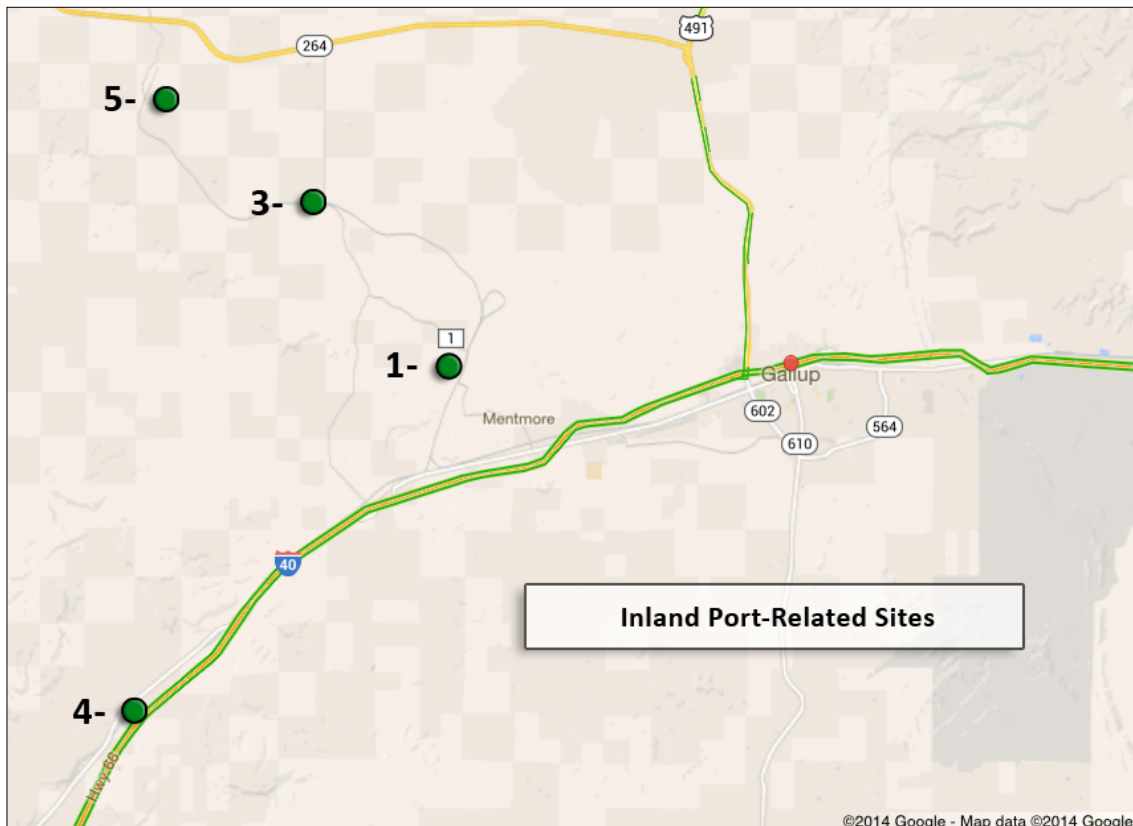 491
264
5-
3-
1
1-
Gallup
Mentmore
602
564
610
40
Inland Port-Related Sites
4-
Hwy 66
©2014 Google - Map data ©2014 Google